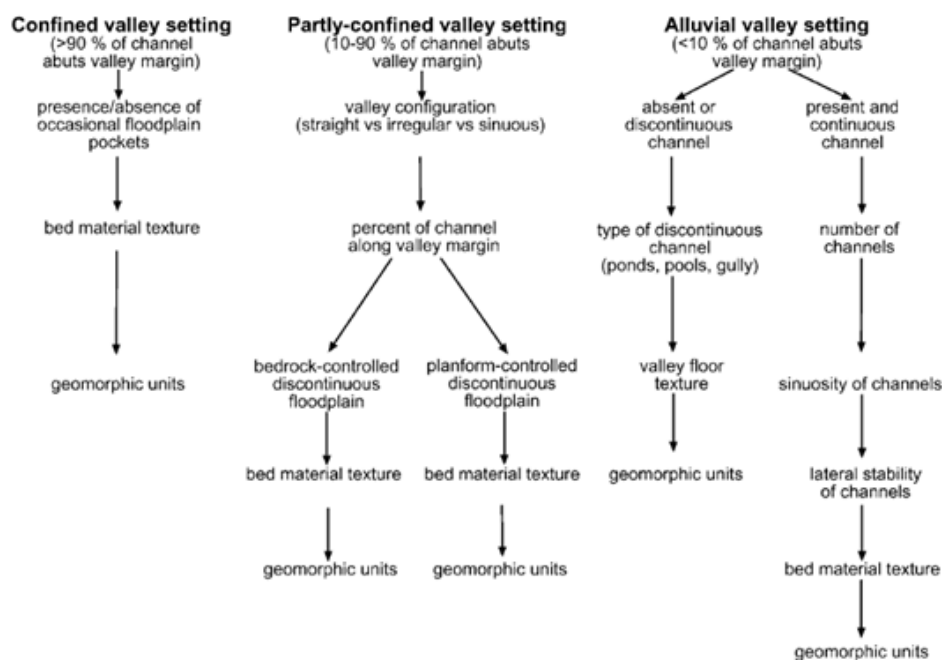 Confined valley setting
(>90 % of channel
abuts valley margin)
presence/absence of
occasional floodplain
pockets
bed material texture
geomorphic units
Partly-confined valley setting
(10-90 % of channel abuts
valley margin)
valley configuration
(straight vs irregular vs sinuous)
percent of channel
along valley margin
bedrock-controlled
discontinuous
floodplain
bed material texture
geomorphic units
planform-controlled
discontinuous
floodplain
bed material texture
geomorphic units
Alluvial valley setting
(<10 % of channel abuts
valley margin)
absent or
discontinuous
channel
type of discontinuous
channel
(ponds, pools, gully)
valley floor
texture
geomorphic units
present and
continuous
channel
number of
channels
sinuosity of channels
lateral stability
of channels
bed material texture
geomorphic units